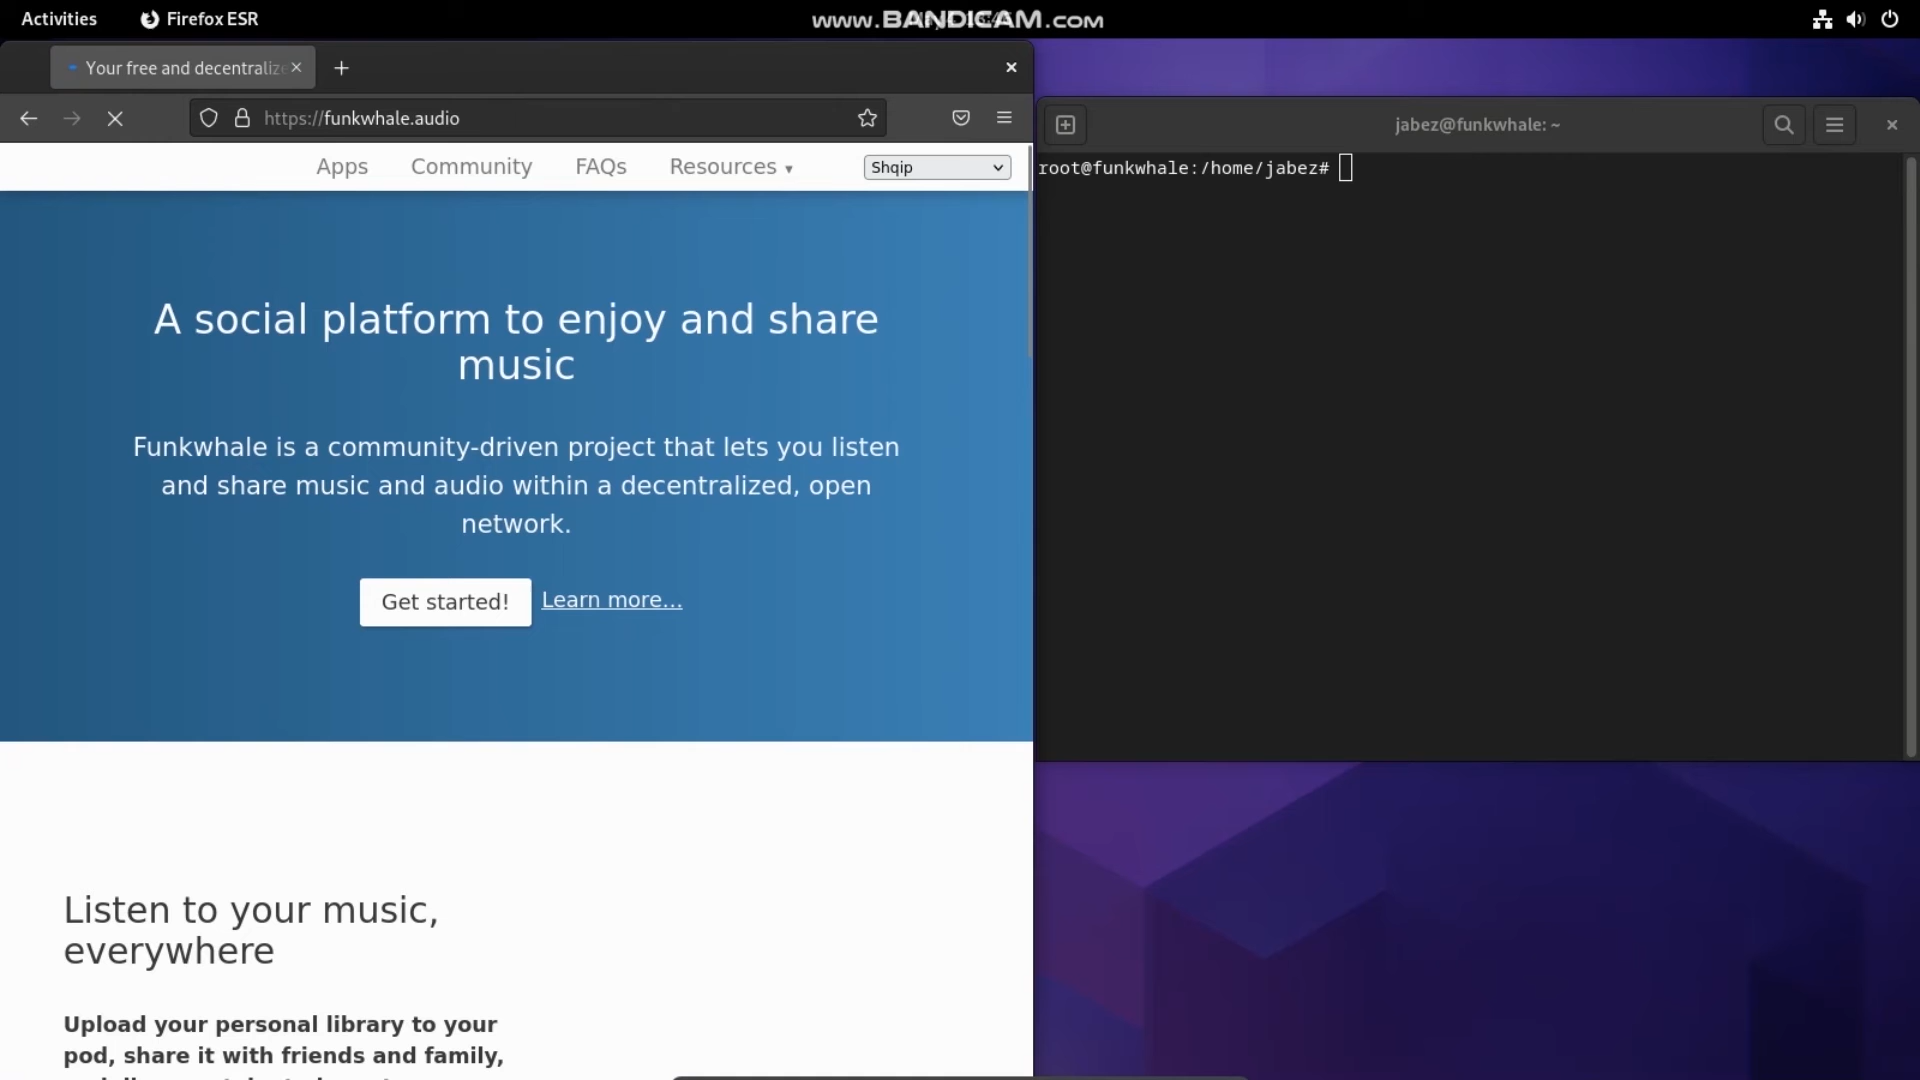 Activities
Firefox ESR
www.BANDICAM.com
Your free and decentraliz
https://funkwhale.audio
Apps
Community
FAQs
Resources
Shqip
A social platform to enjoy and share
music
Funkwhale is a community-driven project that lets you listen
and share music and audio within a decentralized, open
network.
Get started!
Learn more...
Listen to your music,
everywhere
Upload your personal library to your
pod, share it with friends and family,
jabez@funkwhale: ~
root@funkwhale:/home/jabez#